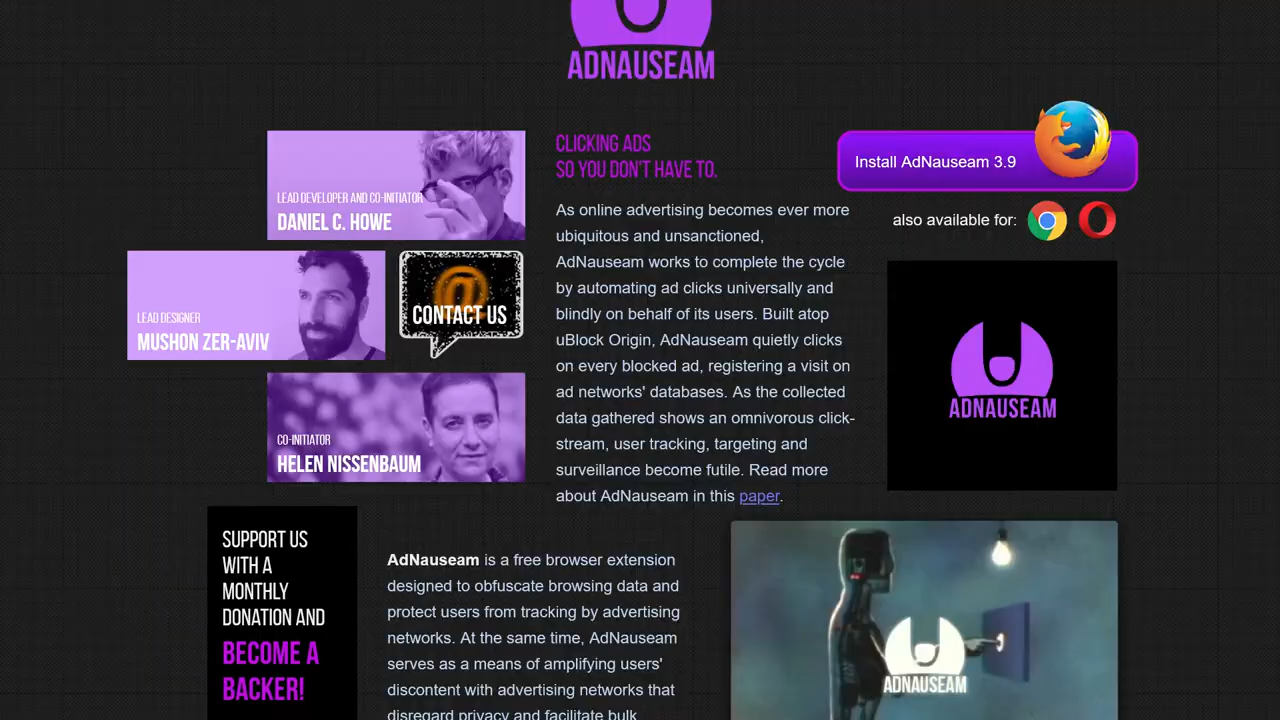 ADNAUSEAM
LEAD DEVELOPER AND CO-INITIATOR
DANIEL C. HOWE
LEAD DESIGNER
MUSHON ZER-AVIV
@
CONTACT US
CO-INITIATOR
HELEN NISSENBAUM
CLICKING ADS
SO YOU DON'T HAVE TO.
As online advertising becomes ever more
ubiquitous and unsanctioned,
AdNauseam works to complete the cycle
by automating ad clicks universally and
blindly on behalf of its users. Built atop
uBlock Origin, AdNauseam quietly clicks
on every blocked ad, registering a visit on
ad networks' databases. As the collected
data gathered shows an omnivorous click-
stream, user tracking, targeting and
surveillance become futile. Read more
about AdNauseam in this paper.
Install AdNauseam 3.9
also available for:
ADNAUSEAM
SUPPORT US
WITH A
MONTHLY
DONATION AND
BECOME A
BACKER!
AdNauseam is a free browser extension
designed to obfuscate browsing data and
protect users from tracking by advertising
networks. At the same time, AdNauseam
serves as a means of amplifying users'
discontent with advertising networks that
disregard privacy and facilitate bulk
ADNAUSEAM